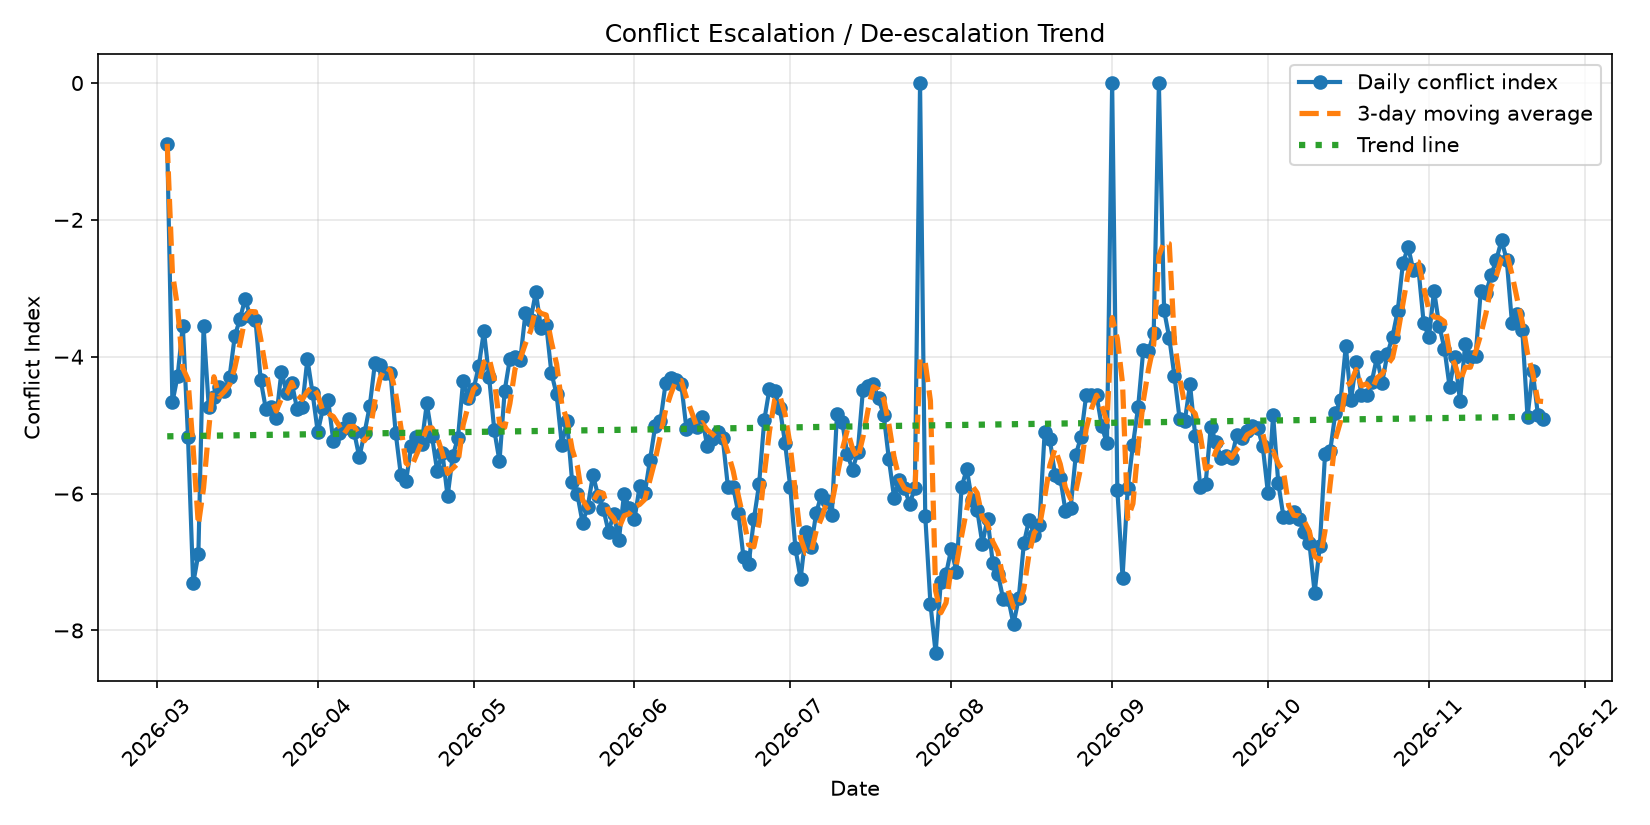 Conflict Escalation / De-escalation Trend
Daily conflict index
3-day moving average
Trend line
0
−2
−4
−6
−8
Conflict Index
2026-03
2026-04
2026-05
2026-06
2026-07
2026-08
2026-09
2026-10
2026-11
2026-12
Date